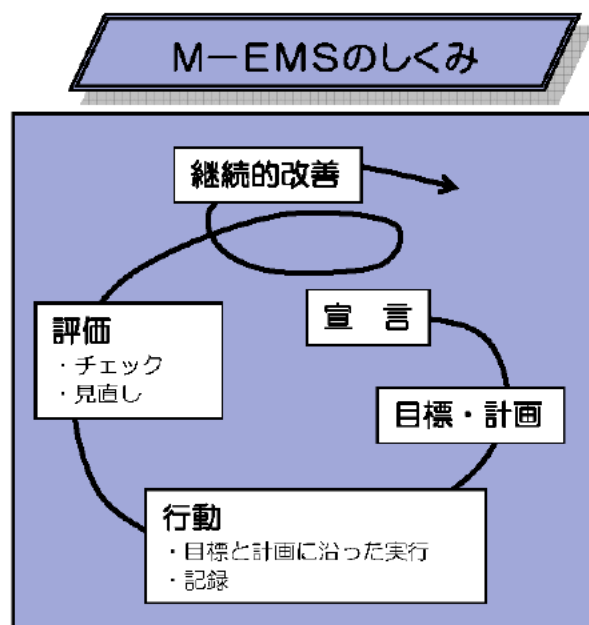 M－EMSのしくみ
継続的改善
宣　言
目標・計画
行動
・目標と計画に沿った実行
・記録
評価
・チェック
・見直し